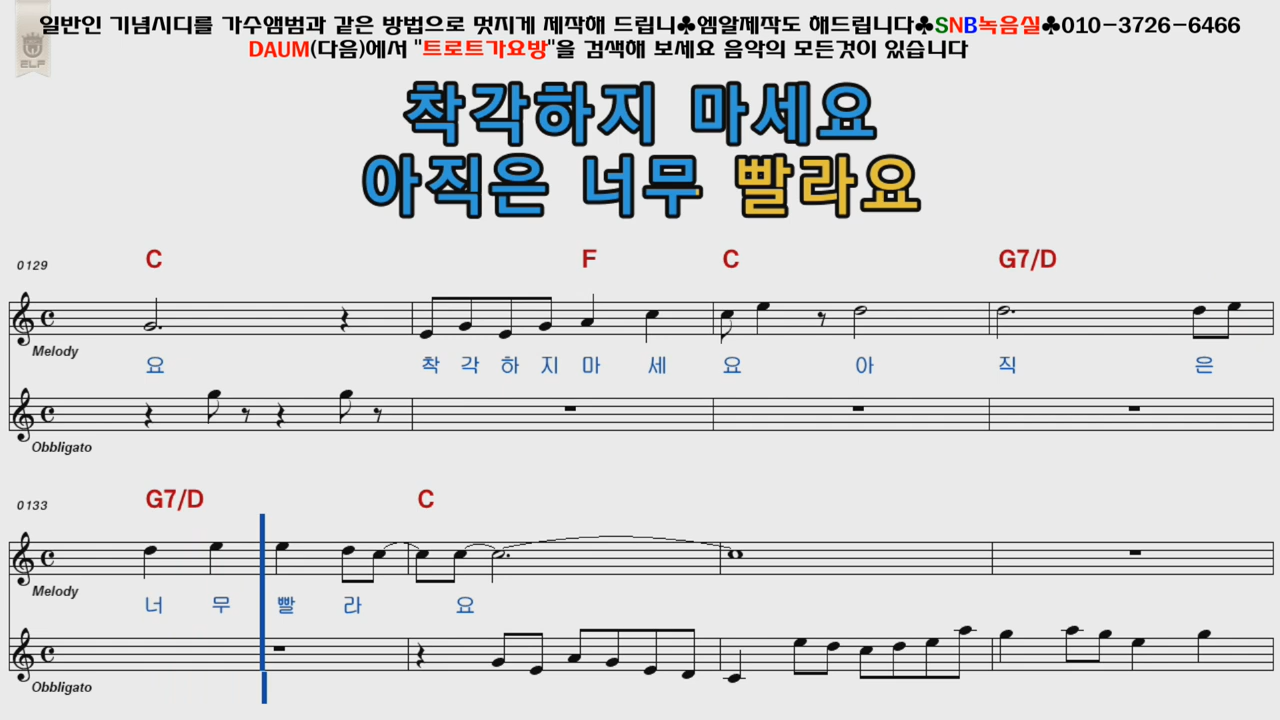 일반인 기념시디를 가수앰범과 같은 방법으로 멋지게 제작해 드립니♣엠알제작도 해드립니다♣SNB녹음실♣010-3726-6466
DAUM(다음)에서 "트로트가요방"을 검색해 보세요 음악의 모든것이 있습니다
ELF
착각하지 마세요
아직은 너무 빨라요
C F C G7/D
0129
Melody
요 착 각 하 지 마 세 요 아 직 은
Obbligato
G7/D C
0133
Melody
너 무 빨 라 요
Obbligato